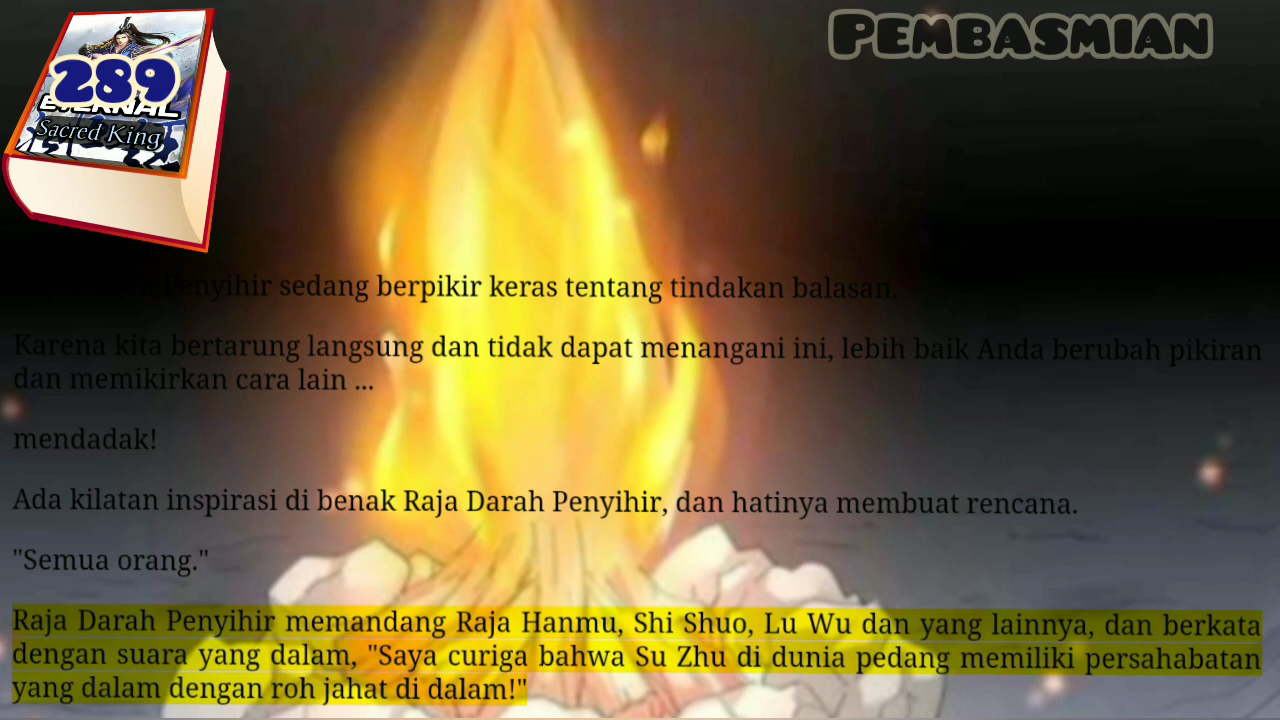 PEMBASMIAN
289
ETERNAL
Sacred King
Penyihir sedang berpikir keras tentang tindakan balasan.
Karena kita bertarung langsung dan tidak dapat menangani ini, lebih baik Anda berubah pikiran
dan memikirkan cara lain ...
mendadak!
Ada kilatan inspirasi di benak Raja Darah Penyihir, dan hatinya membuat rencana.
"Semua orang."
Raja Darah Penyihir memandang Raja Hanmu, Shi Shuo, Lu Wu dan yang lainnya, dan berkata
dengan suara yang dalam, "Saya curiga bahwa Su Zhu di dunia pedang memiliki persahabatan
yang dalam dengan roh jahat di dalam!"